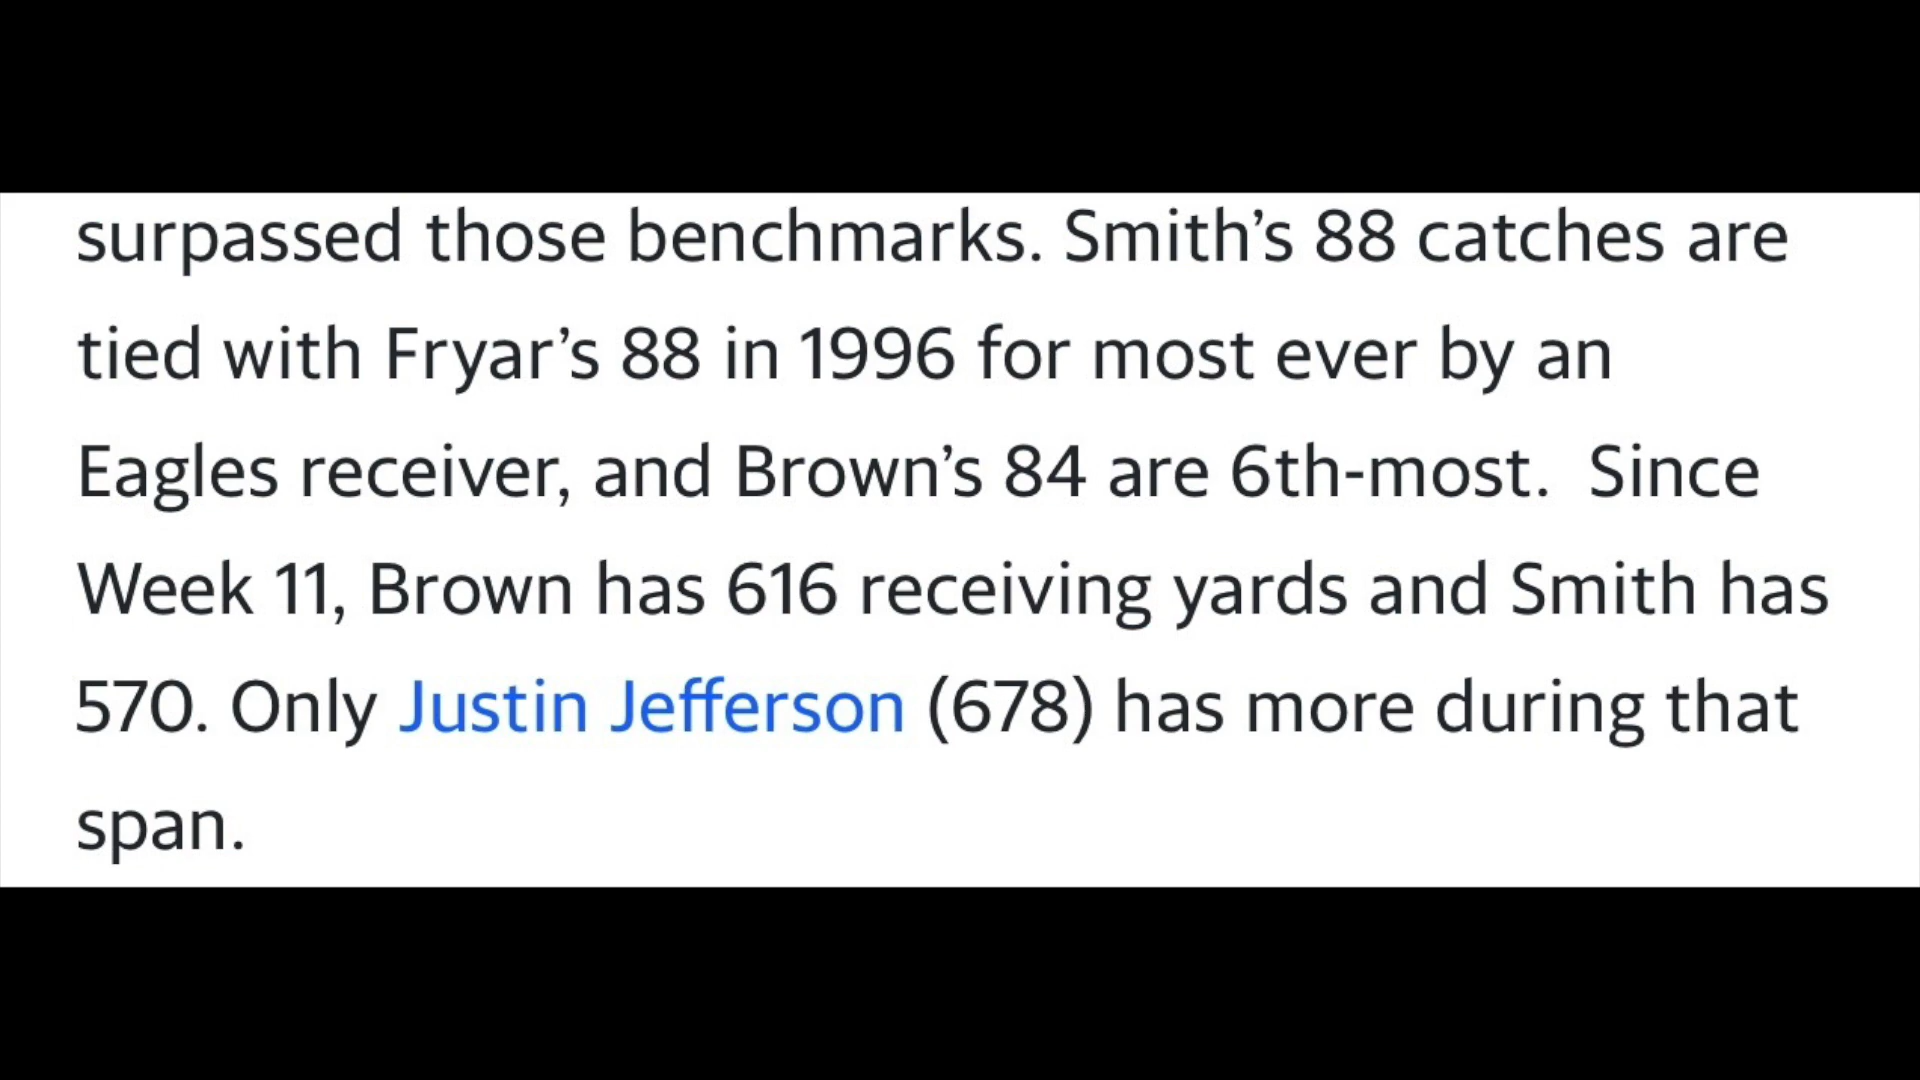 surpassed those benchmarks. Smith’s 88 catches are
tied with Fryar’s 88 in 1996 for most ever by an
Eagles receiver, and Brown’s 84 are 6th-most.  Since
Week 11, Brown has 616 receiving yards and Smith has
570. Only Justin Jefferson (678) has more during that
span.